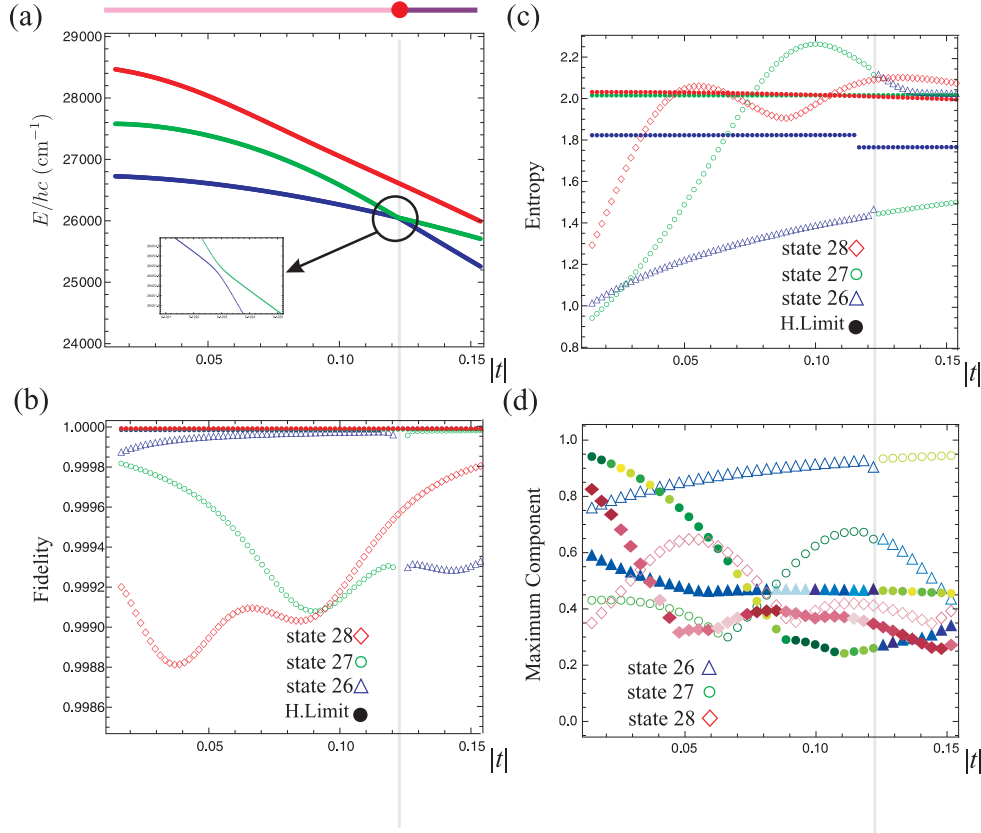 (a)
29000
28000
27000
26000
25000
24000
E/hc (cm⁻¹)
0.05
0.10
0.15
|t|
(c)
2.2
2.0
1.8
1.6
1.4
1.2
1.0
0.8
Entropy
state 28
state 27
state 26
H.Limit
0.05
0.10
0.15
|t|
(b)
1.0000
0.9998
0.9996
0.9994
0.9992
0.9990
0.9988
0.9986
Fidelity
state 28
state 27
state 26
H.Limit
0.05
0.10
0.15
|t|
(d)
1.0
0.8
0.6
0.4
0.2
0.0
Maximum Component
state 26
state 27
state 28
0.05
0.10
0.15
|t|